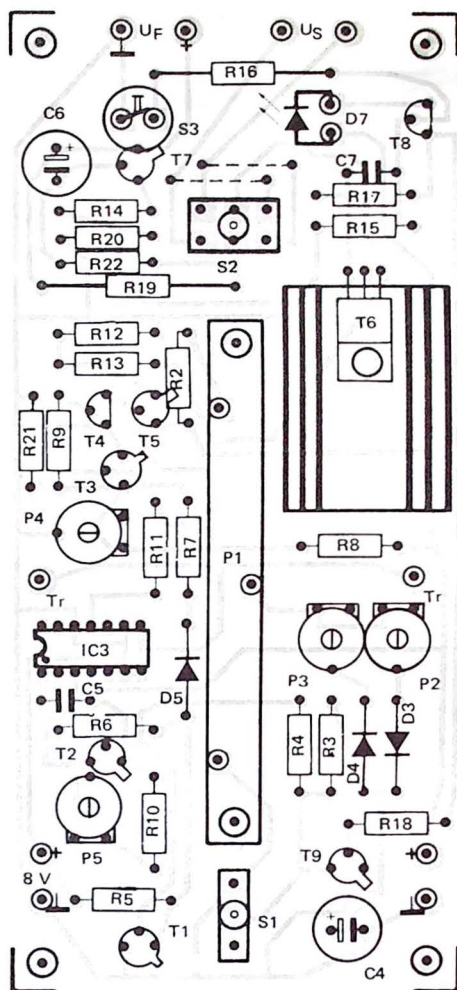 UF + US
R16
C6
+
S3
D7
T8
T7
C7
R14
R17
R20
R15
R22
S2
R19
T6
R12
R13
R2
R21
R9
T4
T5
T3
P4
R11
R7
P1
R8
Tr
Tr
IC3
C5
D5
P3
P2
R6
T2
R4
R3
D4
D3
R10
R18
P5
+
T9
+
8 V
R5
S1
T1
+
C4